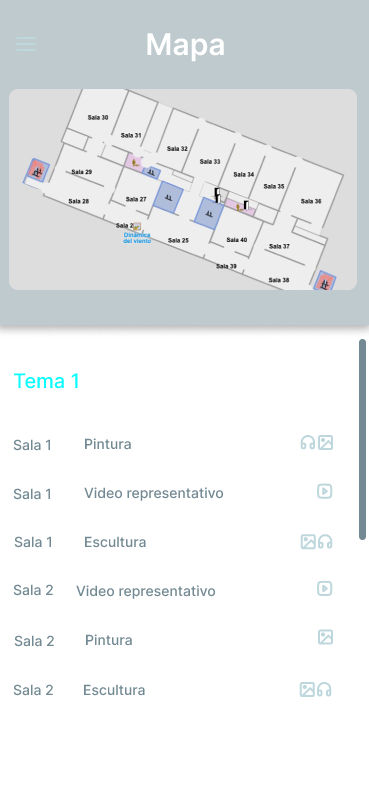 Mapa
Sala 30
Sala 31
Sala 32
Sala 33
Sala 34
Sala 35
Sala 36
Sala 29
Sala 28
Sala 27
Sala 2
Dinámica
del viento
Sala 25
Sala 40
Sala 37
Sala 39
Sala 38
Tema 1
Sala 1 Pintura
Sala 1 Video representativo
Sala 1 Escultura
Sala 2 Video representativo
Sala 2 Pintura
Sala 2 Escultura